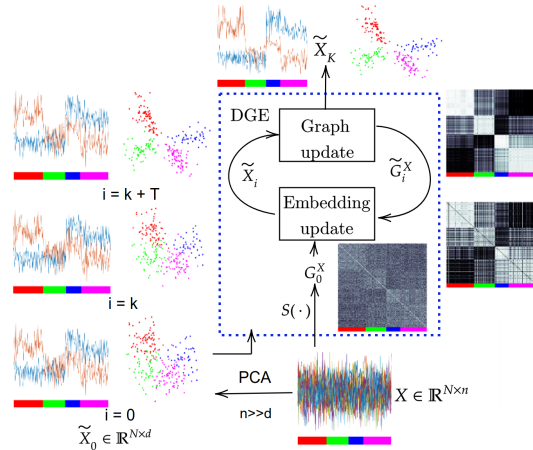 X̃_K
DGE
Graph
update
X̃_i
G̃_i^X
Embedding
update
i = k + T
G_0^X
S(·)
i = k
PCA
n>>d
X ∈ ℝ^{N×n}
i = 0
X̃_0 ∈ ℝ^{N×d}